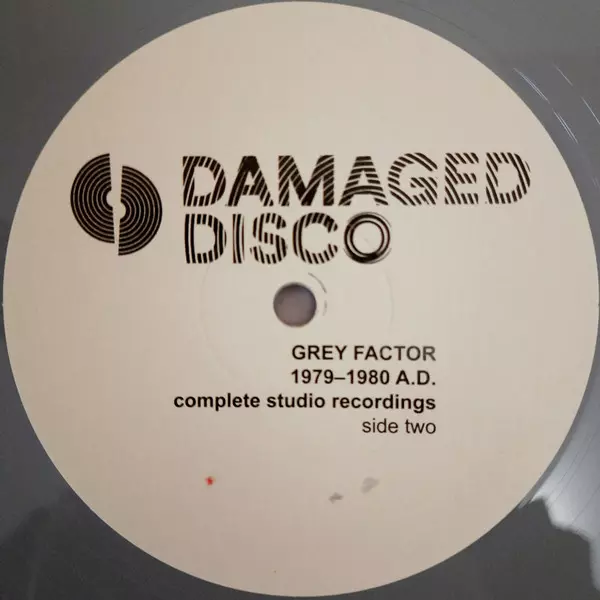 DAMAGED
DISCO
GREY FACTOR
1979–1980 A.D.
complete studio recordings
side two